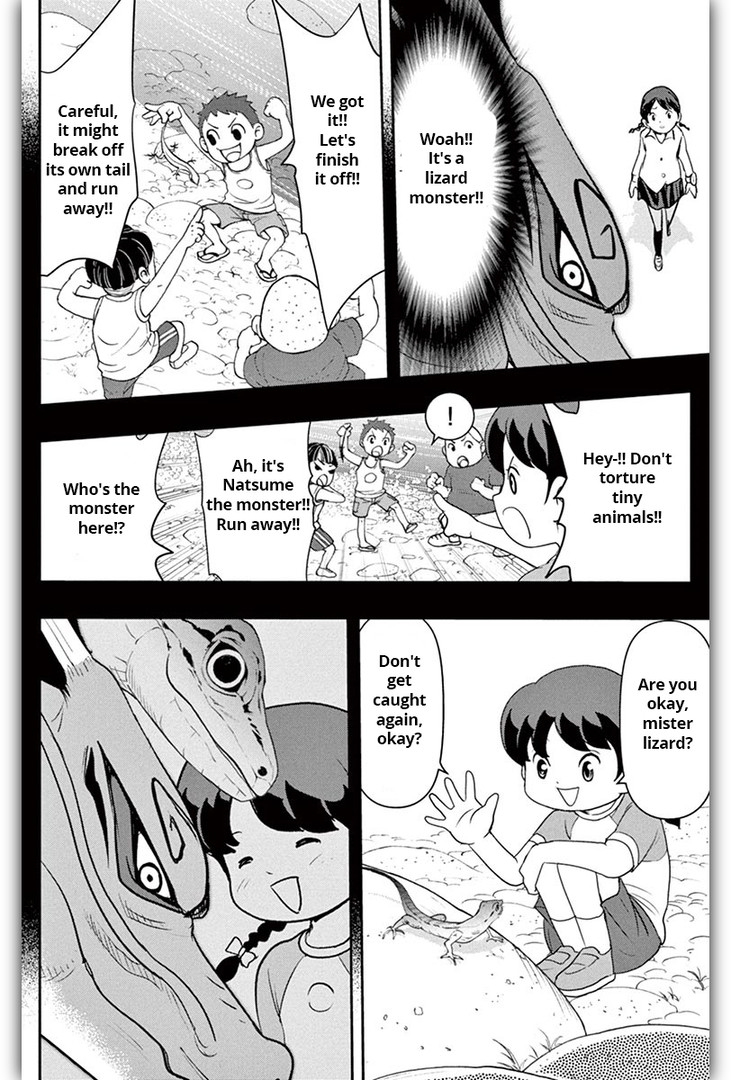 Woah!!
It's a
lizard
monster!!
We got
it!!
Let's
finish
it off!!
Careful,
it might
break off
its own tail
and run
away!!
Hey-!! Don't
torture
tiny
animals!!
!
Ah, it's
Natsume
the monster!!
Run away!!
Who's the
monster
here!?
Are you
okay,
mister
lizard?
Don't
get
caught
again,
okay?